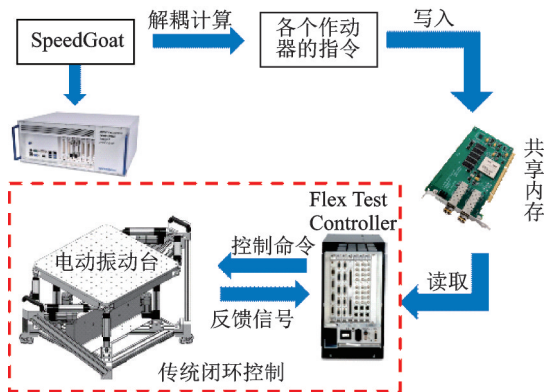 SpeedGoat
解耦计算
各个作动
器的指令
写入
共享内存
Flex Test
Controller
控制命令
电动振动台
反馈信号
读取
传统闭环控制